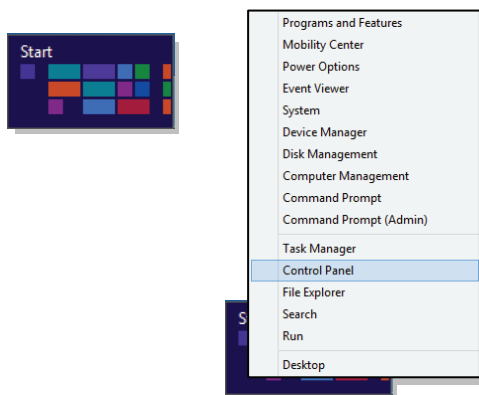 Start
Programs and Features
Mobility Center
Power Options
Event Viewer
System
Device Manager
Disk Management
Computer Management
Command Prompt
Command Prompt (Admin)
Task Manager
Control Panel
File Explorer
Search
Run
Desktop